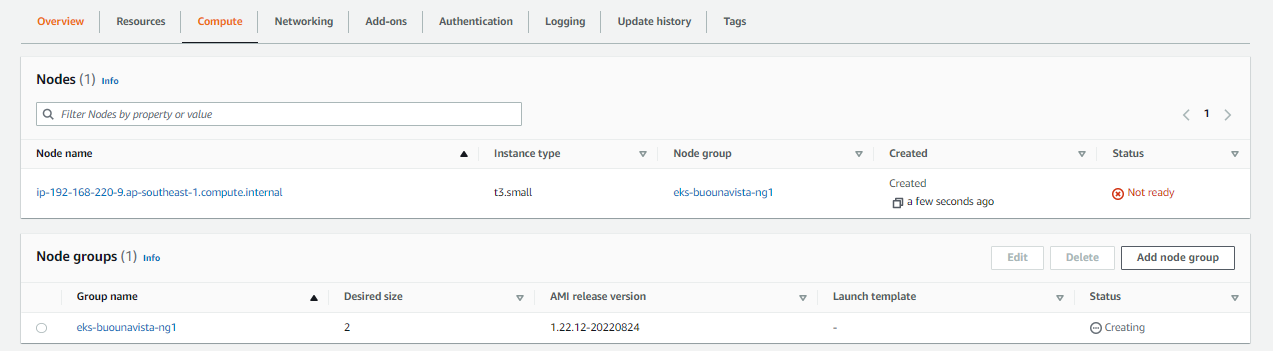 Overview Resources Compute Networking Add-ons Authentication Logging Update history Tags
Nodes (1) Info
Filter Nodes by property or value
1
Node name Instance type Node group Created Status
ip-192-168-220-9.ap-southeast-1.compute.internal t3.small eks-buounavista-ng1 Created a few seconds ago Not ready
Node groups (1) Info Edit Delete Add node group
Group name Desired size AMI release version Launch template Status
eks-buounavista-ng1 2 1.22.12-20220824 - Creating